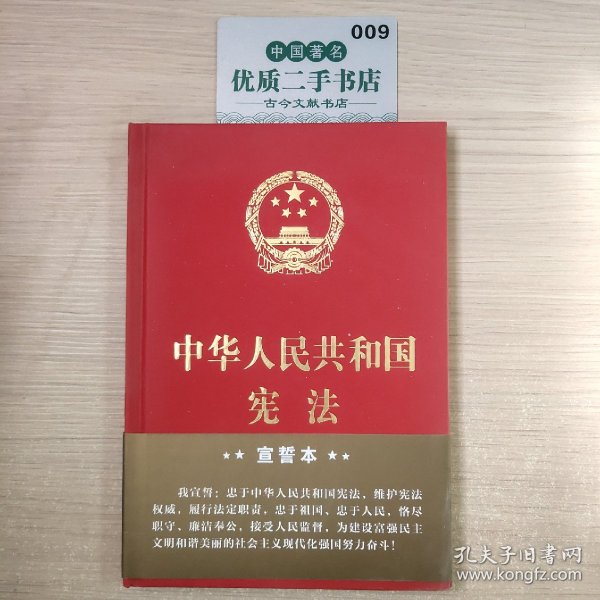 009
中国著名
优质二手书店
古今文献书店
中华人民共和国
宪法
宣誓本
我宣誓：忠于中华人民共和国宪法、维护宪法
权威，履行法定职责，忠于祖国、忠于人民，恪尽
职守、廉洁奉公，接受人民监督，为建设富强民主
文明和谐美丽的社会主义现代化强国努力奋斗！
孔夫子旧书网
www.kongfz.com